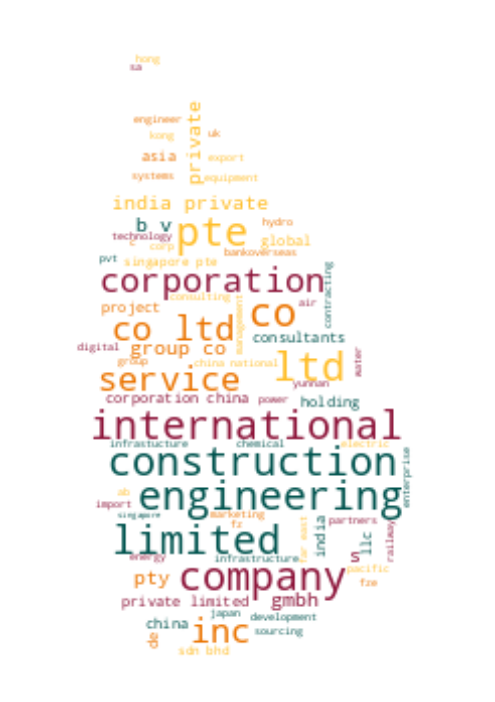 hong
sa
engineer
private
kong
uk
asia
export
systems
equipment
india private
b v
pte
hydro
technology
c
corp
global
bankoverseas
pvt
singapore pte
corporation
contracting
consulting
air
project
co
management
co ltd
consultants
digital
group co
water
group
china national
ltd
service
yunnan
corporation china
power
holding
international
infrastucture
chemical
electric
construction
enterprise
ab
engineering
import
singapore
marketing
fz
far east
india
partners
railway
limited
llc
s
energy
infrastructure
pacific
pty
company
fze
private limited
gmbh
japan
china
inc
development
sourcing
de
sdn bhd